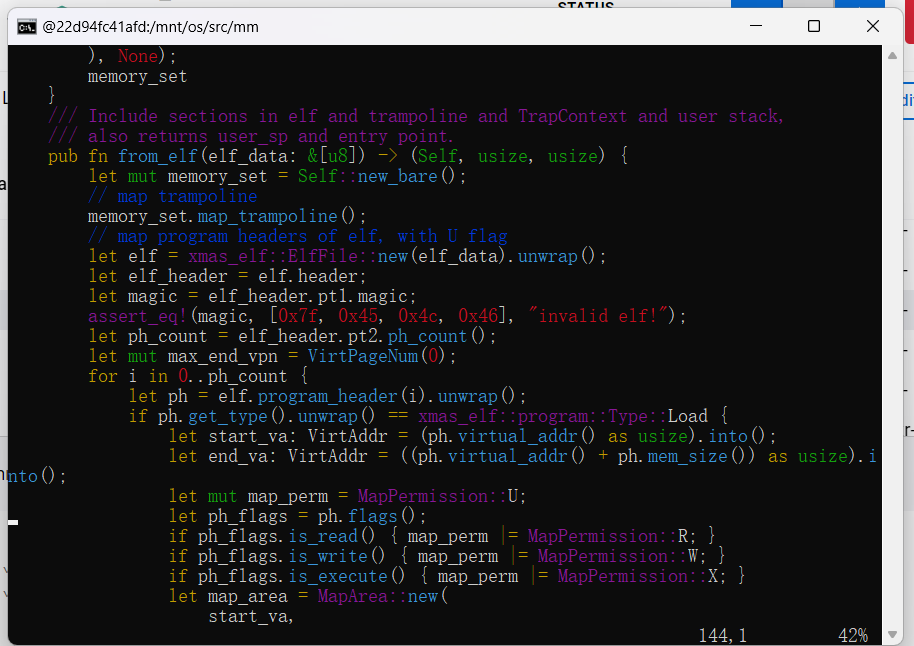 STATUS
@22d94fc41afd:/mnt/os/src/mm
        ), None);
        memory_set
    }
    /// Include sections in elf and trampoline and TrapContext and user stack,
    /// also returns user_sp and entry point.
    pub fn from_elf(elf_data: &[u8]) -> (Self, usize, usize) {
        let mut memory_set = Self::new_bare();
        // map trampoline
        memory_set.map_trampoline();
        // map program headers of elf, with U flag
        let elf = xmas_elf::ElfFile::new(elf_data).unwrap();
        let elf_header = elf.header;
        let magic = elf_header.pt1.magic;
        assert_eq!(magic, [0x7f, 0x45, 0x4c, 0x46], "invalid elf!");
        let ph_count = elf_header.pt2.ph_count();
        let mut max_end_vpn = VirtPageNum(0);
        for i in 0..ph_count {
            let ph = elf.program_header(i).unwrap();
            if ph.get_type().unwrap() == xmas_elf::program::Type::Load {
                let start_va: VirtAddr = (ph.virtual_addr() as usize).into();
                let end_va: VirtAddr = ((ph.virtual_addr() + ph.mem_size()) as usize).i
nto();
                let mut map_perm = MapPermission::U;
                let ph_flags = ph.flags();
                if ph_flags.is_read() { map_perm |= MapPermission::R; }
                if ph_flags.is_write() { map_perm |= MapPermission::W; }
                if ph_flags.is_execute() { map_perm |= MapPermission::X; }
                let map_area = MapArea::new(
                    start_va,
144,1 42%